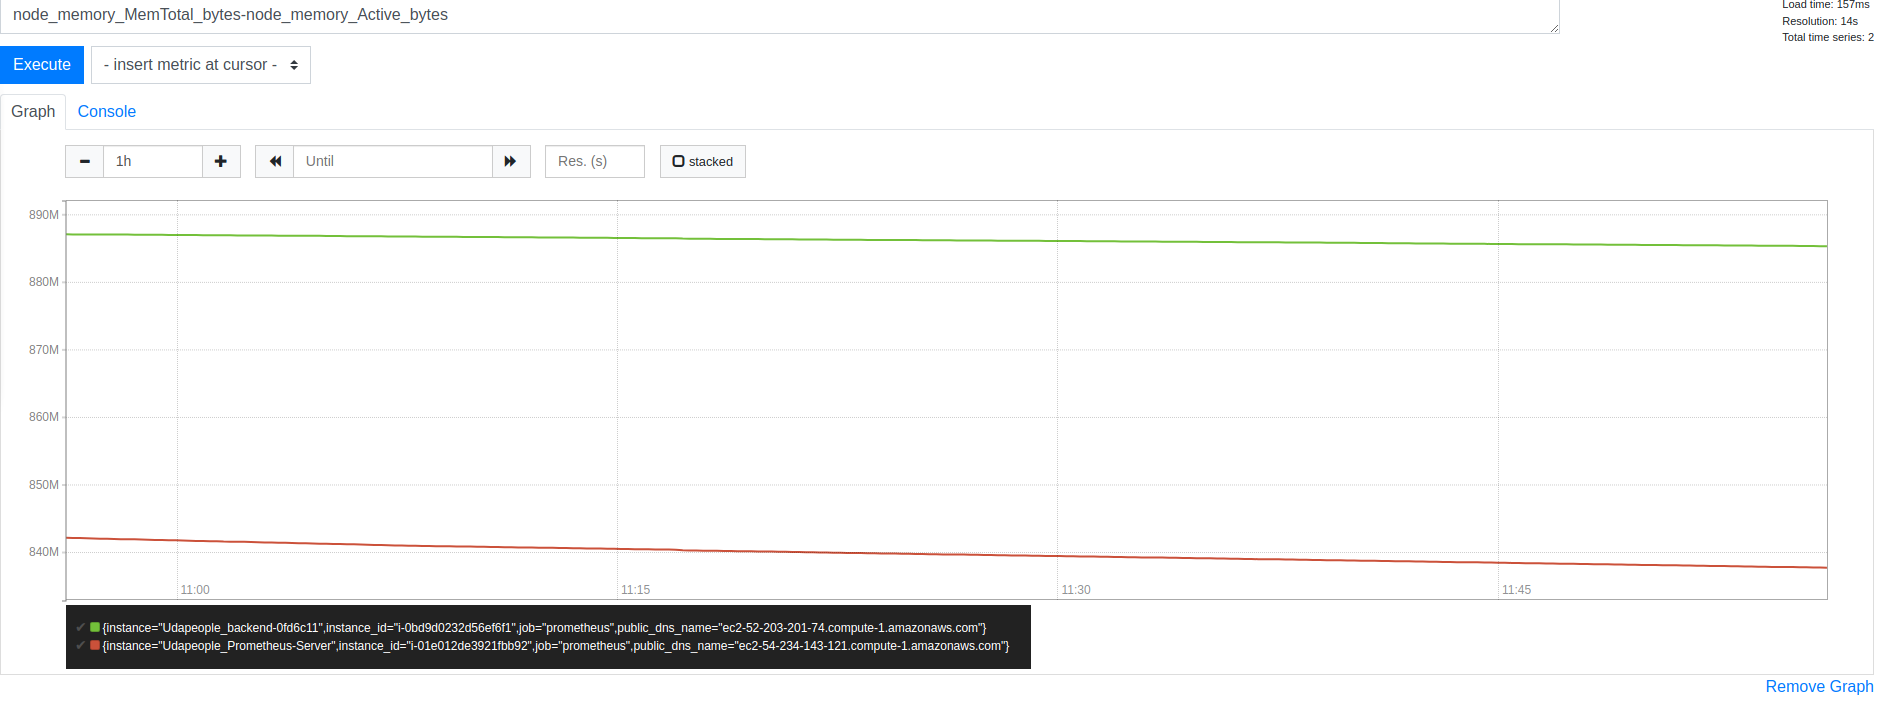 node_memory_MemTotal_bytes-node_memory_Active_bytes
Load time: 157ms
Resolution: 14s
Total time series: 2
Execute
- insert metric at cursor -
Graph
Console
1h
Until
Res. (s)
stacked
890M
880M
870M
860M
850M
840M
11:00
11:15
11:30
11:45
{instance="Udapeople_backend-0fd6c11",instance_id="i-0bd9d0232d56ef6f1",job="prometheus",public_dns_name="ec2-52-203-201-74.compute-1.amazonaws.com"}
{instance="Udapeople_Prometheus-Server",instance_id="i-01e012de3921fbb92",job="prometheus",public_dns_name="ec2-54-234-143-121.compute-1.amazonaws.com"}
Remove Graph